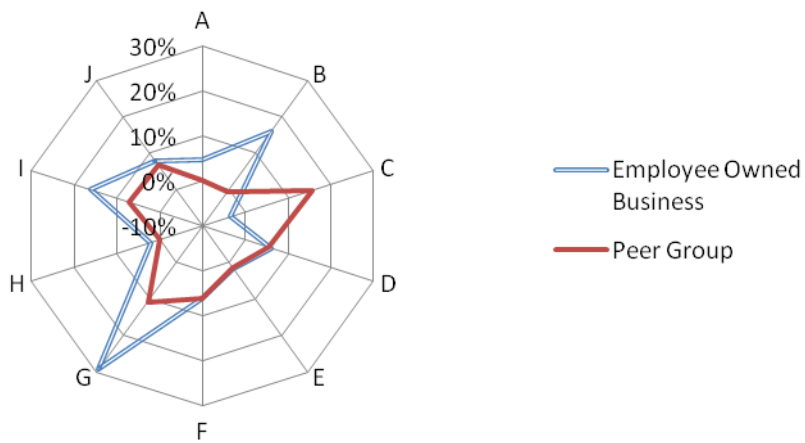 A
30%
J
B
20%
10%
I
C
0%
Employee Owned
Business
-10%
Peer Group
H
D
G
E
F